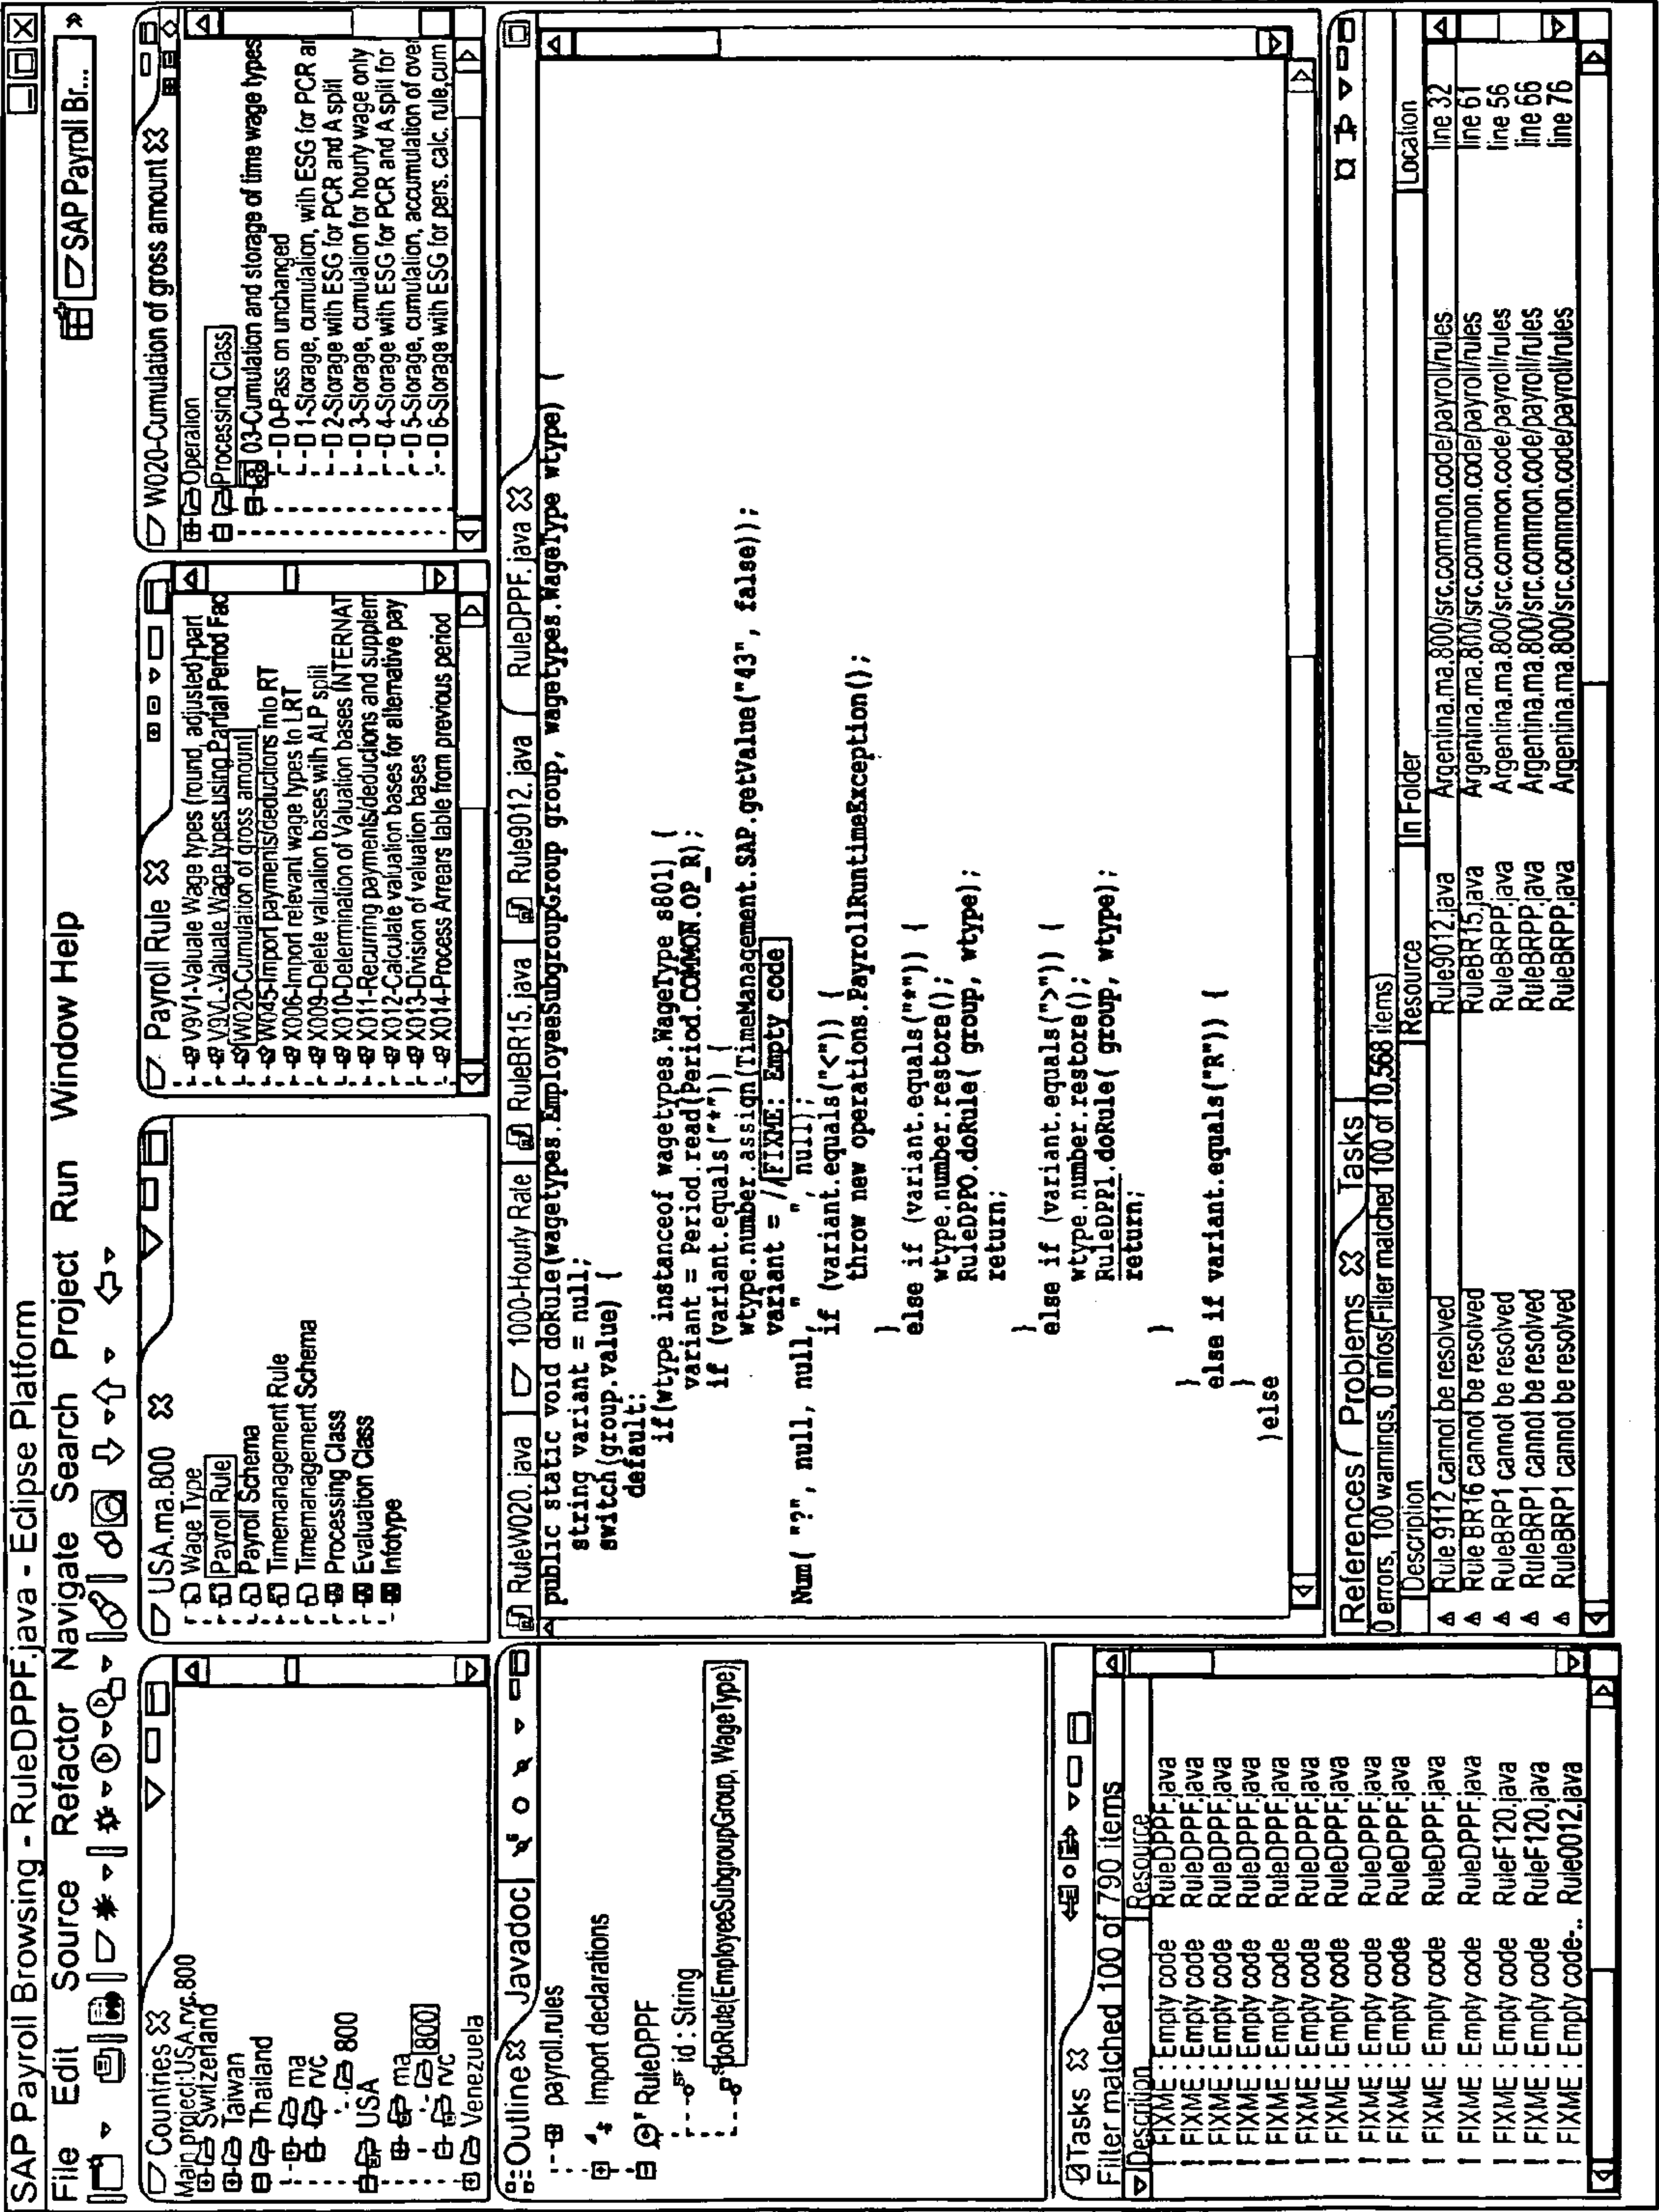 SAP Payroll Browsing - RuleDPPF.java - Eclipse Platform
File Edit Source Refactor Navigate Search Project Run Window Help
SAP Payroll Br...
Countries
Main project:USA.rvc.800
Switzerland
Taiwan
Thailand
ma
rvc
800
USA
ma
800
rvc
Venezuela
USA.ma.800
Wage Type
Payroll Rule
Payroll Schema
Timemanagement Rule
Timemanagement Schema
Processing Class
Evaluation Class
Infotype
Payroll Rule
V9V1-Valuate Wage types (round, adjusted)-part
V9VL-Valuate Wage types using Partial Period Fac
W020-Cumulation of gross amount
W045-Import payments/deductions into RT
X006-Import relevant wage types to LRT
X009-Delete valuation bases with ALP split
X010-Determination of Valuation bases (INTERNAT
X011-Recurring payments/deductions and supplem
X012-Calculate valuation bases for alternative pay
X013-Division of valuation bases
X014-Process Arrears table from previous period
W020-Cumulation of gross amount
Operation
Processing Class
03-Cumulation and storage of time wage types
0-Pass on unchanged
1-Storage, cumulation, with ESG for PCR ar
2-Storage with ESG for PCR and A split
3-Storage, cumulation for hourly wage only
4-Storage with ESG for PCR and A split for
5-Storage, cumulation, accumulation of over
6-Storage with ESG for pers. calc. rule,cum
Outline Javadoc
payroll.rules
Import declarations
RuleDPPF
id : String
doRule(EmployeeSubgroupGroup, WageType)
RuleW020.java 1000-Hourly Rate RuleBR15.java Rule9012.java RuleDPPF.java
public static void doRule(wagetypes.EmployeeSubgroupGroup group, wagetypes.WageType wtype) {
string variant = null;
switch(group.value) {
default:
if(wtype instanceof wagetypes.WageType s801) {
variant = Period.read(Period.COMMON.OP_R);
if (variant.equals("*")) {
wtype.number.assign(TimeManagement.SAP.getValue("43", false));
variant = //FIXME: Empty code
Num( "?", null, null, " ", null);
if (variant.equals("<")) {
throw new operations.PayrollRuntimeException();
}
else if (variant.equals("*")) {
wtype.number.restore();
RuleDPPO.doRule( group, wtype);
return;
}
else if (variant.equals(">")) {
wtype.number.restore();
RuleDPP1.doRule( group, wtype);
return;
}
}
else if variant.equals("R")) {
}
}else
Tasks
Filter matched 100 of 790 items
Description Resource
! FIXME : Empty code RuleDPPF.java
! FIXME : Empty code RuleDPPF.java
! FIXME : Empty code RuleDPPF.java
! FIXME : Empty code RuleDPPF.java
! FIXME : Empty code RuleDPPF.java
! FIXME : Empty code RuleDPPF.java
! FIXME : Empty code RuleDPPF.java
! FIXME : Empty code RuleDPPF.java
! FIXME : Empty code RuleDPPF.java
! FIXME : Empty code RuleDPPF.java
! FIXME : Empty code RuleDPPF.java
! FIXME : Empty code RuleF120.java
! FIXME : Empty code RuleF120.java
! FIXME : Empty code-.. Rule0012.java
References Problems Tasks
0 errors, 100 warnings, 0 infos(Filter matched 100 of 10,568 items)
Description Resource In Folder Location
Rule 9112 cannot be resolved Rule9012.java Argentina.ma.800/src.common.code/payroll/rules line 32
Rule BR16 cannot be resolved RuleBR15.java Argentina.ma.800/src.common.code/payroll/rules line 61
RuleBRP1 cannot be resolved RuleBRPP.java Argentina.ma.800/src.common.code/payroll/rules line 56
RuleBRP1 cannot be resolved RuleBRPP.java Argentina.ma.800/src.common.code/payroll/rules line 66
RuleBRP1 cannot be resolved RuleBRPP.java Argentina.ma.800/src.common.code/payroll/rules line 76